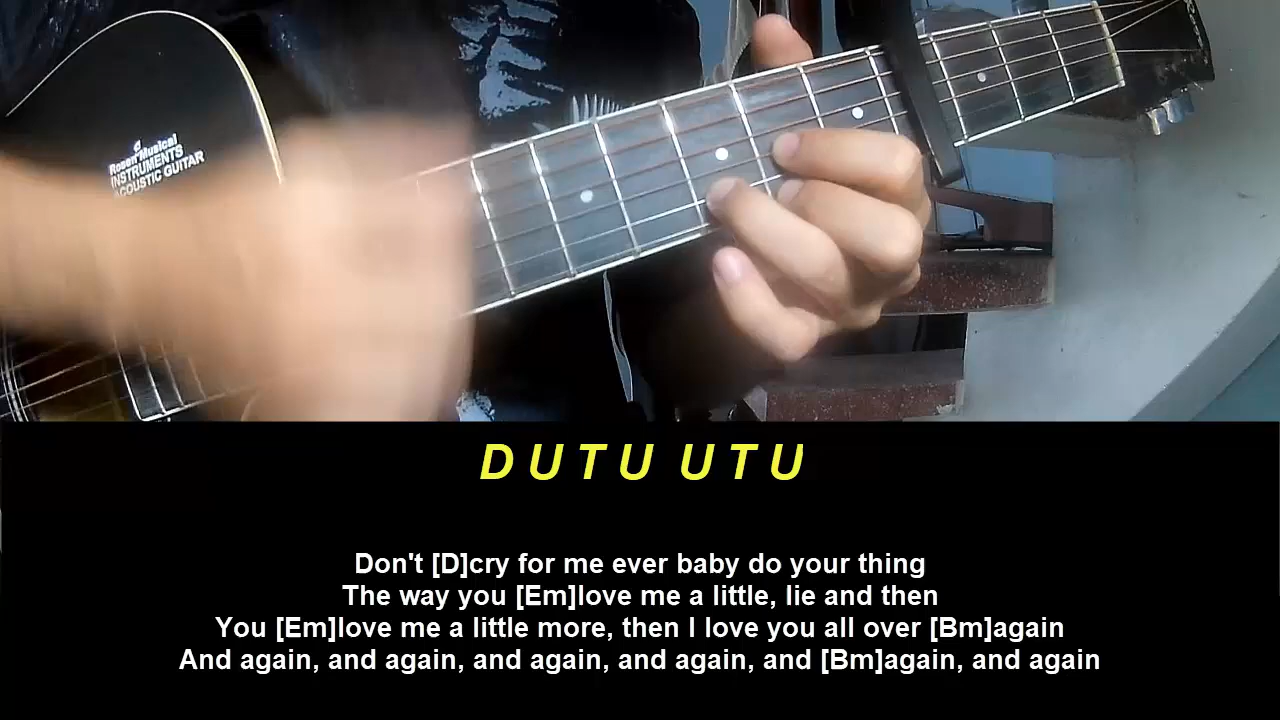 Rosen Musical
INSTRUMENTS
ACOUSTIC GUITAR
D U T U U T U
Don't [D]cry for me ever baby do your thing
The way you [Em]love me a little, lie and then
You [Em]love me a little more, then I love you all over [Bm]again
And again, and again, and again, and again, and [Bm]again, and again